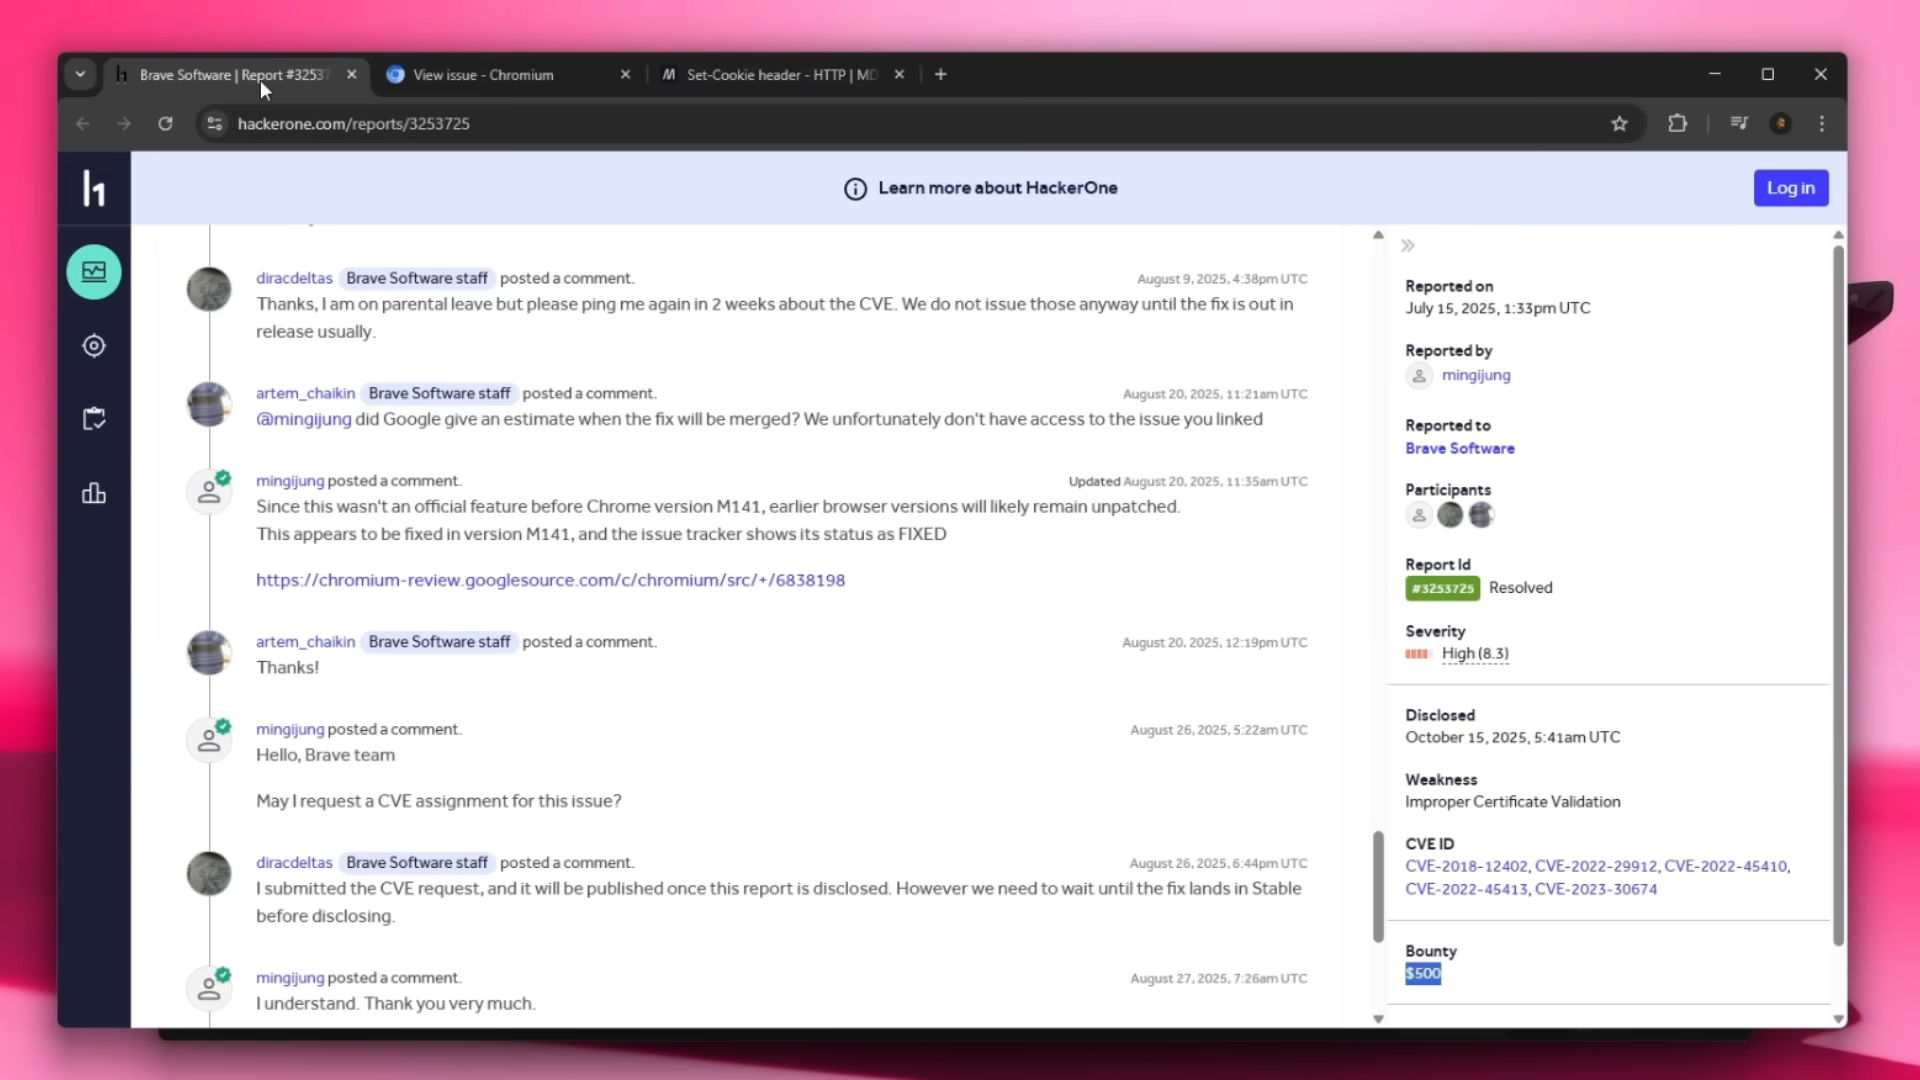 Brave Software | Report #32537
View issue - Chromium
Set-Cookie header - HTTP | MD
hackerone.com/reports/3253725
h1
Learn more about HackerOne
Log in
diracdeltas Brave Software staff posted a comment. August 9, 2025, 4:38pm UTC
Thanks, I am on parental leave but please ping me again in 2 weeks about the CVE. We do not issue those anyway until the fix is out in
release usually.
artem_chaikin Brave Software staff posted a comment. August 20, 2025, 11:21am UTC
@mingijung did Google give an estimate when the fix will be merged? We unfortunately don't have access to the issue you linked
mingijung posted a comment. Updated August 20, 2025, 11:35am UTC
Since this wasn't an official feature before Chrome version M141, earlier browser versions will likely remain unpatched.
This appears to be fixed in version M141, and the issue tracker shows its status as FIXED
https://chromium-review.googlesource.com/c/chromium/src/+/6838198
artem_chaikin Brave Software staff posted a comment. August 20, 2025, 12:19pm UTC
Thanks!
mingijung posted a comment. August 26, 2025, 5:22am UTC
Hello, Brave team
May I request a CVE assignment for this issue?
diracdeltas Brave Software staff posted a comment. August 26, 2025, 6:44pm UTC
I submitted the CVE request, and it will be published once this report is disclosed. However we need to wait until the fix lands in Stable
before disclosing.
mingijung posted a comment. August 27, 2025, 7:26am UTC
I understand. Thank you very much.
Reported on
July 15, 2025, 1:33pm UTC
Reported by
mingijung
Reported to
Brave Software
Participants
Report Id
#3253725 Resolved
Severity
High (8.3)
Disclosed
October 15, 2025, 5:41am UTC
Weakness
Improper Certificate Validation
CVE ID
CVE-2018-12402, CVE-2022-29912, CVE-2022-45410,
CVE-2022-45413, CVE-2023-30674
Bounty
$500